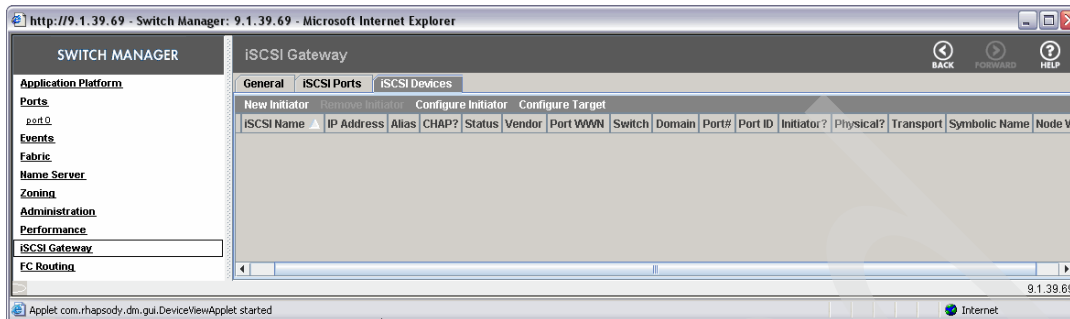 http://9.1.39.69 - Switch Manager: 9.1.39.69 - Microsoft Internet Explorer
SWITCH MANAGER
iSCSI Gateway
BACK
FORWARD
HELP
Application Platform
Ports
port 0
Events
Fabric
Name Server
Zoning
Administration
Performance
iSCSI Gateway
FC Routing
General iSCSI Ports iSCSI Devices
New Initiator Remove Initiator Configure Initiator Configure Target
iSCSI Name IP Address Alias CHAP? Status Vendor Port WWN Switch Domain Port# Port ID Initiator? Physical? Transport Symbolic Name Node W
9.1.39.69
Applet com.rhapsody.dm.gui.DeviceViewApplet started
Internet